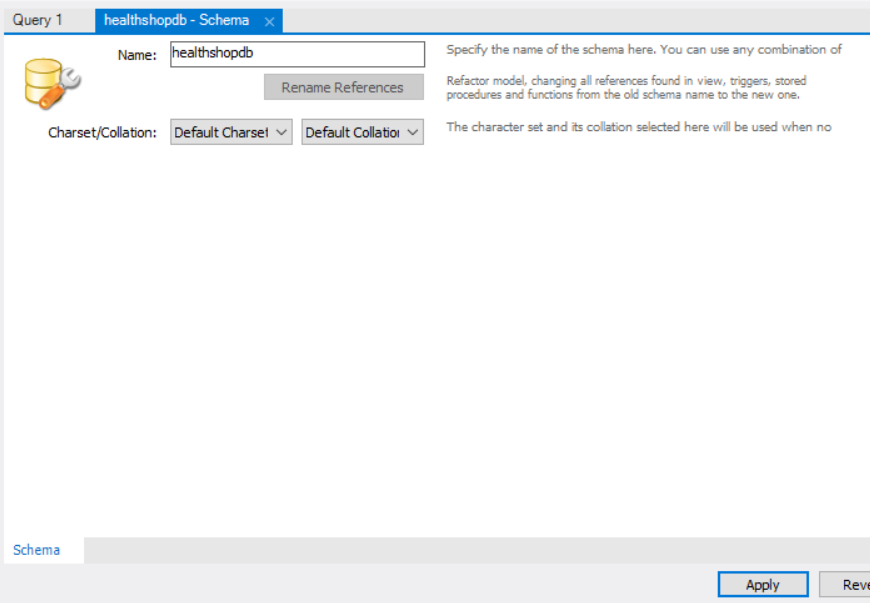 Query 1
healthshopdb - Schema
Name:
healthshopdb
Specify the name of the schema here. You can use any combination of
Rename References
Refactor model, changing all references found in view, triggers, stored
procedures and functions from the old schema name to the new one.
Charset/Collation:
Default Charset
Default Collation
The character set and its collation selected here will be used when no
Schema
Apply
Reve